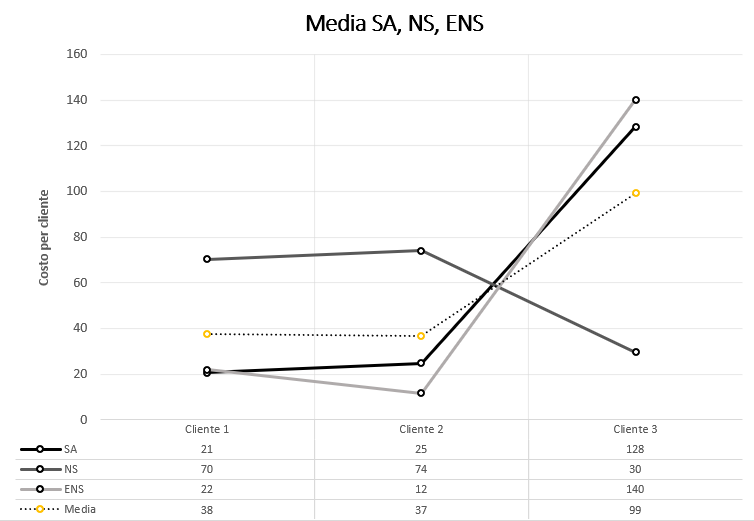 Media SA, NS, ENS
160
140
120
100
80
60
40
20
0
Costo per cliente
Cliente 1 Cliente 2 Cliente 3
SA 21 25 128
NS 70 74 30
ENS 22 12 140
Media 38 37 99